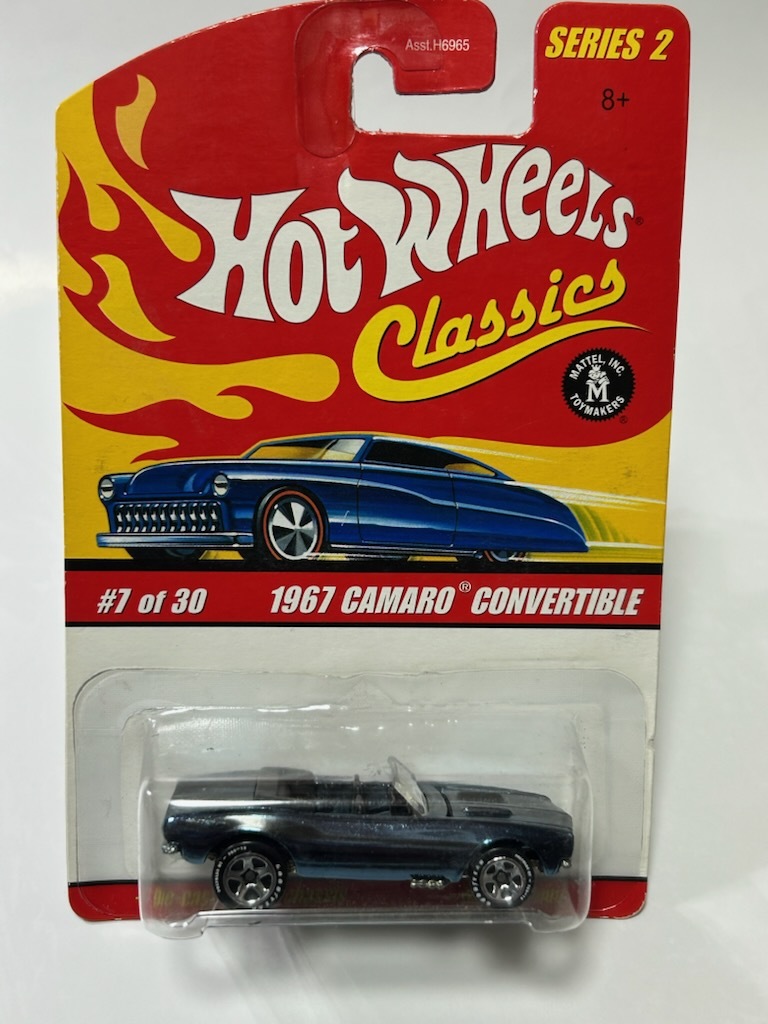 Asst.H6965
SERIES 2
8+
HOT WHEELS®
Classics
MATTEL, INC.
M
TOYMAKERS
®
#7 of 30
1967 CAMARO® CONVERTIBLE